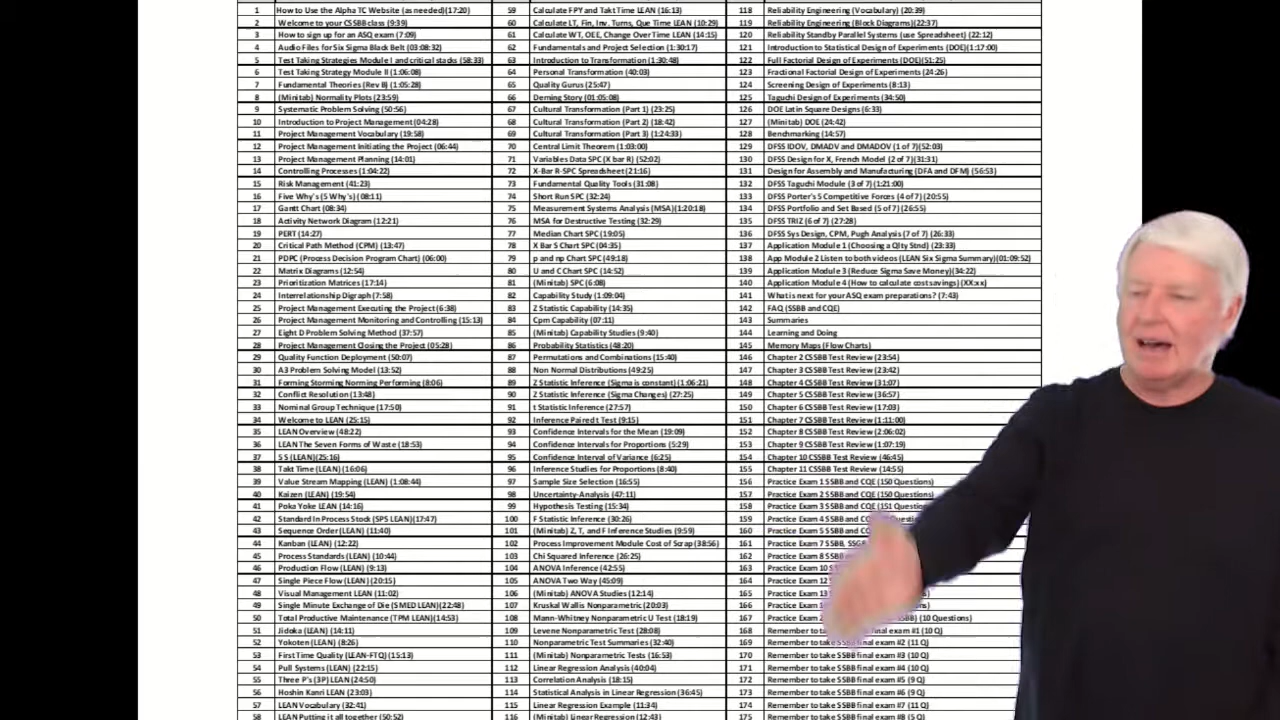 1 How to Use the Alpha TC Website (as needed)(17:20)
2 Welcome to your CSSBB class (9:39)
3 How to sign up for an ASQ exam (7:09)
4 Audio Files for Six Sigma Black Belt (03:08:32)
5 Test Taking Strategies Module I and critical stacks (58:33)
6 Test Taking Strategy Module II (1:06:08)
7 Fundamental Theories (Rev B) (1:05:28)
8 (Minitab) Normality Plots (23:59)
9 Systematic Problem Solving (50:56)
10 Introduction to Project Management (04:28)
11 Project Management Vocabulary (19:58)
12 Project Management Initiating the Project (06:44)
13 Project Management Planning (14:01)
14 Controlling Processes (1:04:22)
15 Risk Management (41:23)
16 Five Why's (5 Why's) (08:11)
17 Gantt Chart (08:34)
18 Activity Network Diagram (12:21)
19 PERT (14:27)
20 Critical Path Method (CPM) (13:47)
21 PDPC (Process Decision Program Chart) (06:00)
22 Matrix Diagrams (12:54)
23 Prioritization Matrices (17:14)
24 Interrelationship Digraph (7:58)
25 Project Management Executing the Project (6:38)
26 Project Management Monitoring and Controlling (15:13)
27 Eight D Problem Solving Method (37:57)
28 Project Management Closing the Project (05:28)
29 Quality Function Deployment (50:07)
30 A3 Problem Solving Model (13:52)
31 Forming Storming Norming Performing (8:06)
32 Conflict Resolution (13:48)
33 Nominal Group Technique (17:50)
34 Welcome to LEAN (25:15)
35 LEAN Overview (48:22)
36 LEAN The Seven Forms of Waste (18:53)
37 5 S (LEAN)(25:16)
38 Takt Time (LEAN) (16:06)
39 Value Stream Mapping (LEAN) (1:08:44)
40 Kaizen (LEAN) (19:54)
41 Poka Yoke LEAN (14:16)
42 Standard In Process Stock (SPS LEAN)(17:47)
43 Sequence Order (LEAN) (11:40)
44 Kanban (LEAN) (12:22)
45 Process Standards (LEAN) (10:44)
46 Production Flow (LEAN) (9:13)
47 Single Piece Flow (LEAN) (20:15)
48 Visual Management LEAN (11:02)
49 Single Minute Exchange of Die (SMED LEAN)(22:48)
50 Total Productive Maintenance (TPM LEAN)(14:53)
51 Jidoka (LEAN) (14:11)
52 Yokoten (LEAN) (8:26)
53 First Time Quality (LEAN-FTQ) (15:13)
54 Pull Systems (LEAN) (22:15)
55 Three P's (3P) LEAN (24:50)
56 Hoshin Kanri LEAN (23:03)
57 LEAN Vocabulary (32:41)
58 LEAN Putting it all together (50:52)
59 Calculate FPY and Takt Time LEAN (16:13)
60 Calculate LT, Fin, Inv. Turns, Que Time LEAN (10:29)
61 Calculate WT, OEE, Change Over Time LEAN (14:15)
62 Fundamentals and Project Selection (1:30:17)
63 Introduction to Transformation (1:30:48)
64 Personal Transformation (40:03)
65 Quality Gurus (25:47)
66 Deming Story (01:05:08)
67 Cultural Transformation (Part 1) (23:25)
68 Cultural Transformation (Part 2) (18:42)
69 Cultural Transformation (Part 3) (1:24:33)
70 Central Limit Theorem (1:03:00)
71 Variables Data SPC (X bar R) (52:02)
72 X-Bar R-SPC Spreadsheet (21:16)
73 Fundamental Quality Tools (31:08)
74 Short Run SPC (32:24)
75 Measurement Systems Analysis (MSA)(1:20:18)
76 MSA for Destructive Testing (32:29)
77 Median Chart SPC (19:05)
78 X Bar S Chart SPC (04:35)
79 p and np Chart SPC (49:18)
80 U and C Chart SPC (14:52)
81 (Minitab) SPC (6:08)
82 Capability Study (1:09:04)
83 Z Statistic Capability (14:35)
84 Cpm Capability (07:11)
85 (Minitab) Capability Studies (9:40)
86 Probability Statistics (48:20)
87 Permutations and Combinations (15:40)
88 Non Normal Distributions (49:25)
89 Z Statistic Inference (Sigma is constant) (1:06:21)
90 Z Statistic Inference (Sigma Changes) (27:25)
91 t Statistic Inference (27:57)
92 Inference Paired t Test (9:15)
93 Confidence Intervals for the Mean (19:09)
94 Confidence Intervals for Proportions (5:29)
95 Confidence Interval of Variance (6:25)
96 Inference Studies for Proportions (8:40)
97 Sample Size Selection (16:55)
98 Uncertainty-Analysis (47:11)
99 Hypothesis Testing (15:34)
100 F Statistic Inference (30:26)
101 (Minitab) Z, T, and F Inference Studies (9:59)
102 Process Improvement Module Cost of Scrap (38:56)
103 Chi Squared Inference (26:25)
104 ANOVA Inference (42:55)
105 ANOVA Two Way (45:09)
106 (Minitab) ANOVA Studies (12:14)
107 Kruskal Wallis Nonparametric (20:03)
108 Mann-Whitney Nonparametric U Test (18:19)
109 Levene Nonparametric Test (28:08)
110 Nonparametric Test Summaries (32:40)
111 (Minitab) Nonparametric Tests (16:53)
112 Linear Regression Analysis (40:04)
113 Correlation Analysis (18:15)
114 Statistical Analysis in Linear Regression (36:45)
115 Linear Regression Example (11:34)
116 (Minitab) Linear Regression (12:43)
118 Reliability Engineering (Vocabulary) (20:39)
119 Reliability Engineering (Block Diagrams)(22:37)
120 Reliability Standby Parallel Systems (use Spreadsheet) (22:12)
121 Introduction to Statistical Design of Experiments (DOE)(1:17:00)
122 Full Factorial Design of Experiments (DOE)(51:25)
123 Fractional Factorial Design of Experiments (24:26)
124 Screening Design of Experiments (8:13)
125 Taguchi Design of Experiments (34:50)
126 DOE Latin Square Designs (6:33)
127 (Minitab) DOE (24:42)
128 Benchmarking (14:57)
129 DFSS IDOV, DMADV and DMADOV (1 of 7)(52:03)
130 DFSS Design for X, French Model (2 of 7)(31:31)
131 Design for Assembly and Manufacturing (DFA and DFM) (56:53)
132 DFSS Taguchi Module (3 of 7)(1:21:00)
133 DFSS Porter's 5 Competitive Forces (4 of 7) (20:55)
134 DFSS Portfolio and Set Based (5 of 7) (26:55)
135 DFSS TRIZ (6 of 7) (27:28)
136 DFSS Sys Design, CPM, Pugh Analysis (7 of 7) (26:33)
137 Application Module 1 (Choosing a Qlty Stnd) (23:33)
138 App Module 2 Listen to both videos (LEAN Six Sigma Summary)(01:09:52)
139 Application Module 3 (Reduce Sigma Save Money)(34:22)
140 Application Module 4 (How to calculate cost savings) (XX:xx)
141 What is next for your ASQ exam preparations? (7:43)
142 FAQ (SSBB and CQE)
143 Summaries
144 Learning and Doing
145 Memory Maps (Flow Charts)
146 Chapter 2 CSSBB Test Review (23:54)
147 Chapter 3 CSSBB Test Review (23:42)
148 Chapter 4 CSSBB Test Review (31:07)
149 Chapter 5 CSSBB Test Review (36:57)
150 Chapter 6 CSSBB Test Review (17:03)
151 Chapter 7 CSSBB Test Review (1:11:00)
152 Chapter 8 CSSBB Test Review (2:06:02)
153 Chapter 9 CSSBB Test Review (1:07:19)
154 Chapter 10 CSSBB Test Review (46:45)
155 Chapter 11 CSSBB Test Review (14:55)
156 Practice Exam 1 SSBB and CQE (150 Questions)
157 Practice Exam 2 SSBB and CQE (150 Questions)
158 Practice Exam 3 SSBB and CQE (151 Questions)
159 Practice Exam 4 SSBB and
160 Practice Exam 5 SSBB and
161 Practice Exam 7 SSBB,
162 Practice Exam 8
163 Practice Exam 10
164 Practice Exam 12
165 Practice Exam 13
166 Practice Exam
167 Practice Exam (10 Questions)
168 Remember to final exam #1 (10 Q)
169 Remember to take SSBB final exam #2 (11 Q)
170 Remember to take SSBB final exam #3 (10 Q)
171 Remember to take SSBB final exam #4 (10 Q)
172 Remember to take SSBB final exam #5 (9 Q)
173 Remember to take SSBB final exam #6 (9 Q)
174 Remember to take SSBB final exam #7 (11 Q)
175 Remember to take SSBB final exam #8 (5 Q)